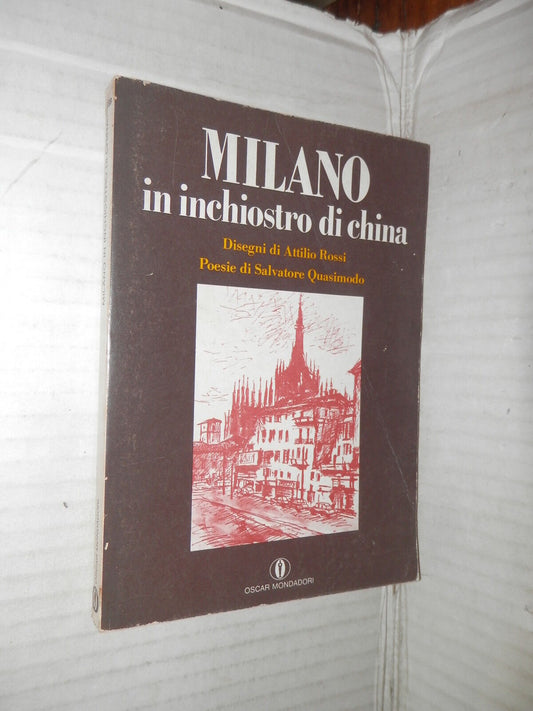 MILANO
in inchiostro di china
Disegni di Attilio Rossi
Poesie di Salvatore Quasimodo
OSCAR MONDADORI